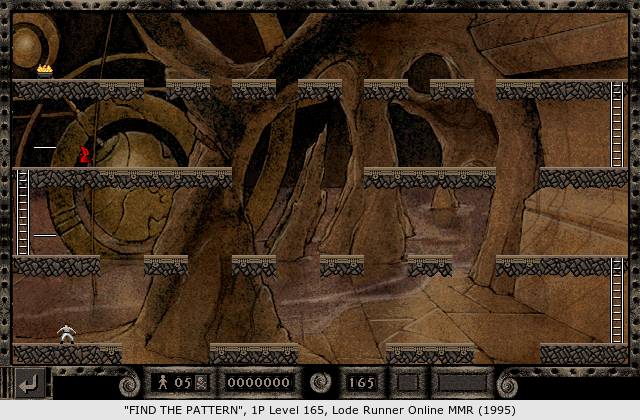 05 0000000 165
"FIND THE PATTERN", 1P Level 165, Lode Runner Online MMR (1995)